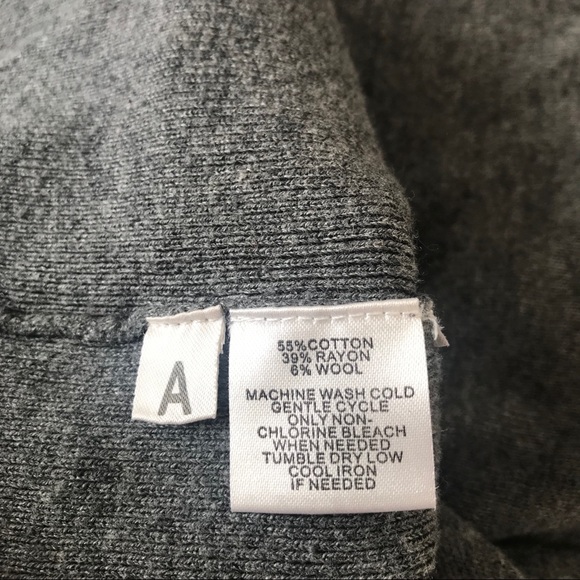 A
55%COTTON
39% RAYON
6% WOOL
MACHINE WASH COLD
GENTLE CYCLE
ONLY NON-
CHLORINE BLEACH
WHEN NEEDED
TUMBLE DRY LOW
COOL IRON
IF NEEDED